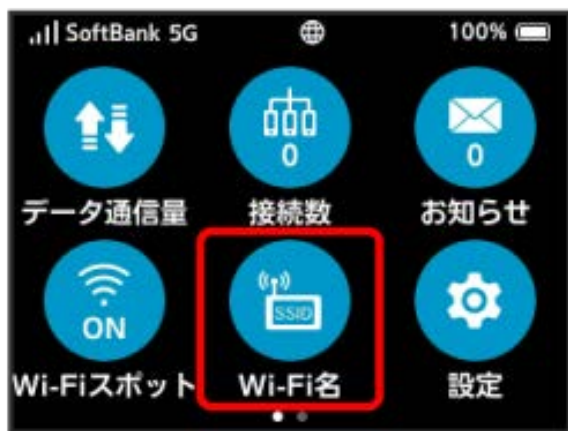 SoftBank 5G 100%
0 0
データ通信量 接続数 お知らせ
ON SSID
Wi-Fiスポット Wi-Fi名 設定